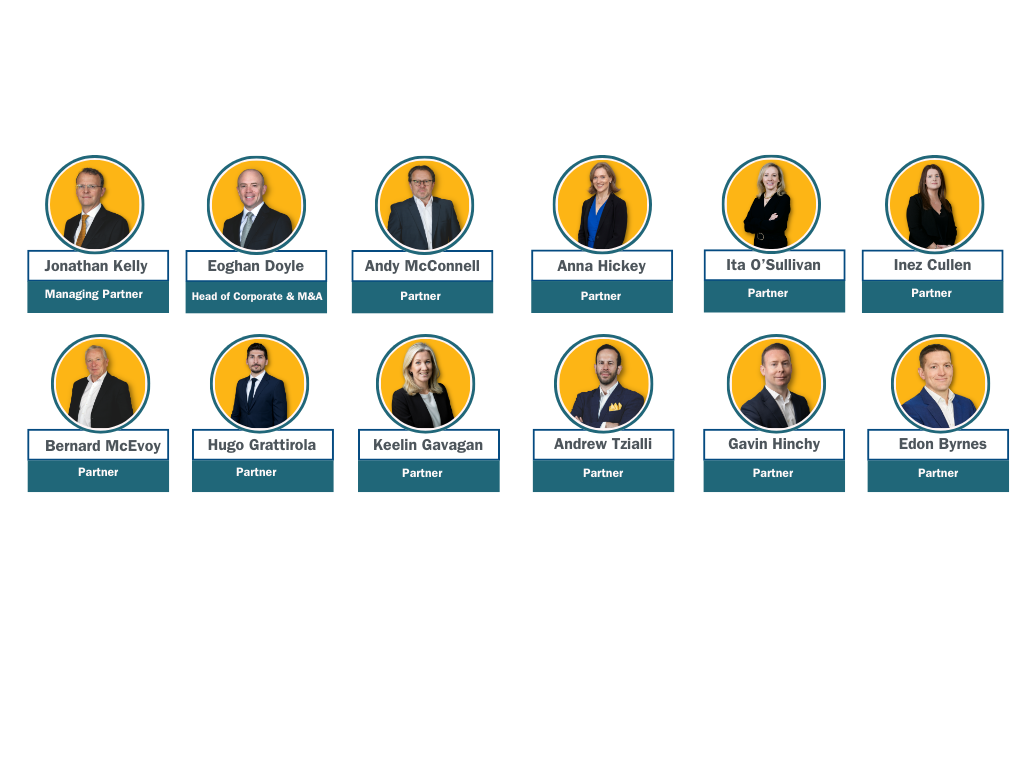 Jonathan Kelly
Managing Partner
Eoghan Doyle
Head of Corporate & M&A
Andy McConnell
Partner
Anna Hickey
Partner
Ita O’Sullivan
Partner
Inez Cullen
Partner
Bernard McEvoy
Partner
Hugo Grattirola
Partner
Keelin Gavagan
Partner
Andrew Tzialli
Partner
Gavin Hinchy
Partner
Edon Byrnes
Partner